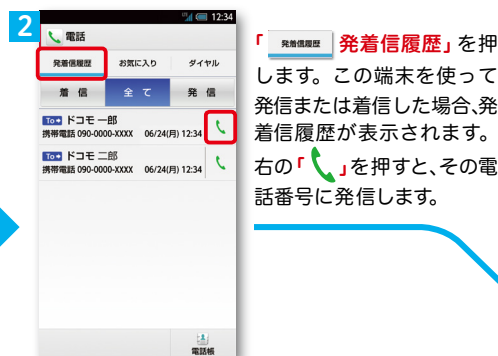 2
12:34
電話
発着信履歴 お気に入り ダイヤル
着 信 全 て 発 信
To ドコモ 一郎
携帯電話 090-0000-XXXX 06/24(月) 12:34
To ドコモ 二郎
携帯電話 090-0000-XXXX 06/24(月) 12:34
電話帳
「 発着信履歴 発着信履歴」を押
します。この端末を使って
発信または着信した場合、発
着信履歴が表示されます。
右の「 」を押すと、その電
話番号に発信します。